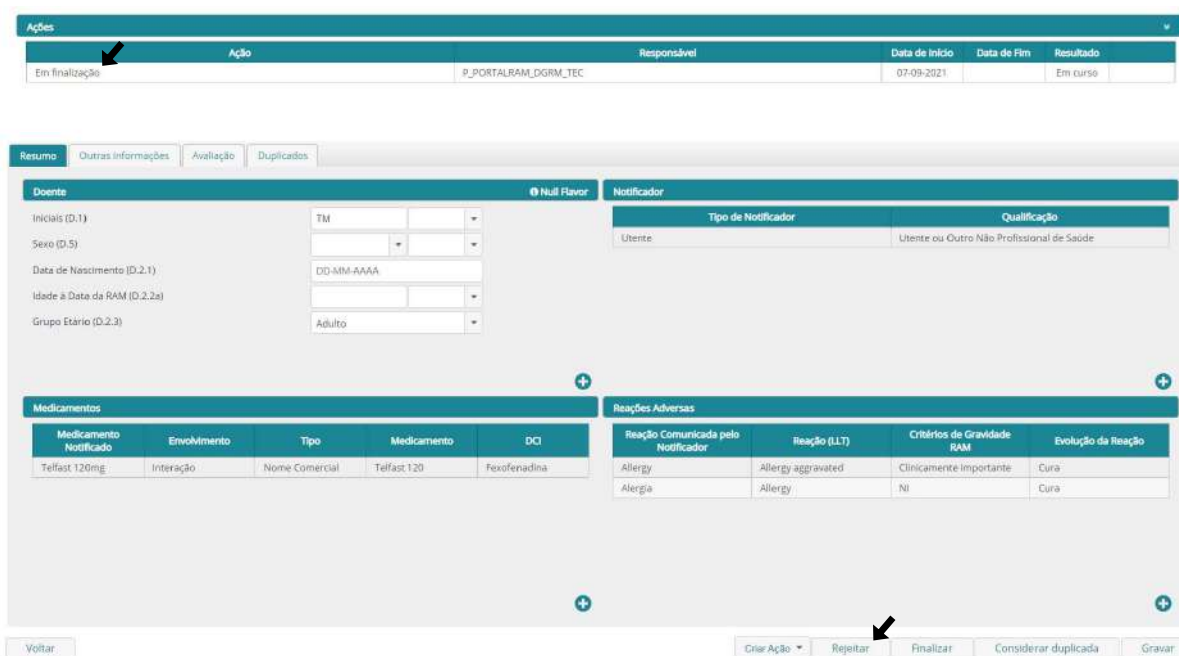 Ações
Ação Responsável Data de Início Data de Fim Resultado
Em finalização P_PORTALRAM_DGRM_TEC 07-09-2021 Em curso
Resumo Outras informações Avaliação Duplicados
Doente Null Flavor
Iniciais (D.1) TM
Sexo (D.5)
Data de Nascimento (D.2.1) DD-MM-AAAA
Idade à Data da RAM (D.2.2a)
Grupo Etário (D.2.3) Adulto
Notificador
Tipo de Notificador Qualificação
Utente Utente ou Outro Não Profissional de Saúde
Medicamentos
Medicamento Notificado Envolvimento Tipo Medicamento DCI
Telfast 120mg Interação Nome Comercial Telfast 120 Fexofenadina
Reações Adversas
Reação Comunicada pelo Notificador Reação (LLT) Critérios de Gravidade RAM Evolução da Reação
Allergy Allergy aggravated Clinicamente Importante Cura
Alergia Allergy NI Cura
Voltar Criar Ação Rejeitar Finalizar Considerar duplicada Gravar